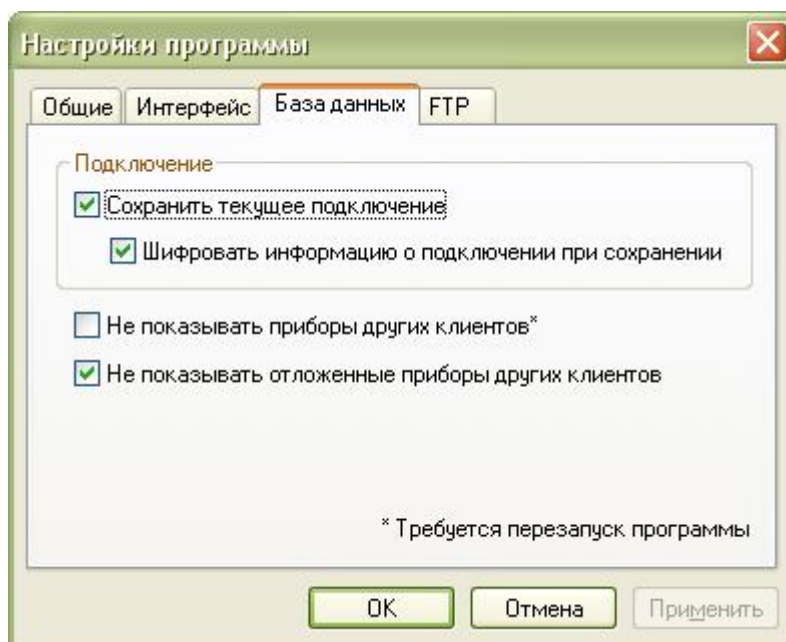 Настройки программы
Общие Интерфейс База данных FTP
Подключение
Сохранить текущее подключение
Шифровать информацию о подключении при сохранении
Не показывать приборы других клиентов*
Не показывать отложенные приборы других клиентов
* Требуется перезапуск программы
OK Отмена Применить